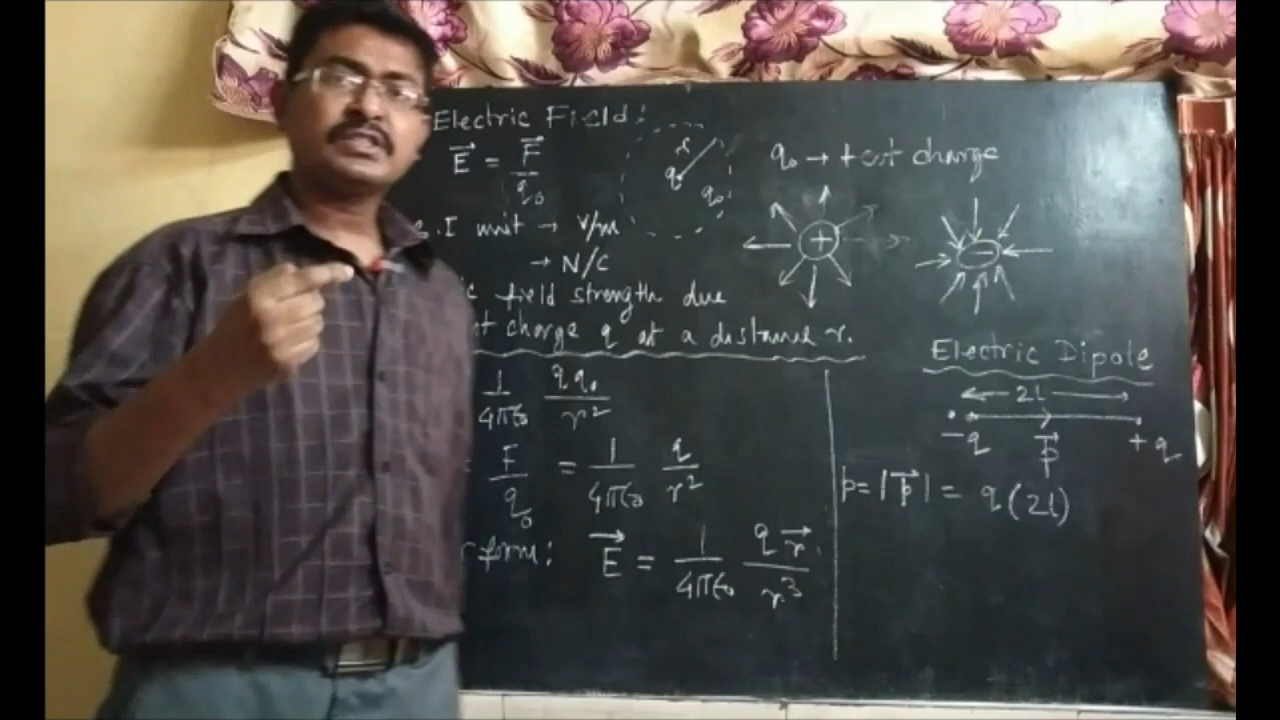 Electric Field:
E⃗ = F⃗ / q₀
r
q
q₀
q₀ → test charge
S.I unit → V/m
→ N/C
+
−
field strength due
charge q at a distance r.
1/4πϵ₀ qq₀/r²
= F/q₀ = 1/4πϵ₀ q/r²
form: E⃗ = 1/4πϵ₀ q r⃗/r³
Electric Dipole
2l
−q
p⃗
+q
p = |p⃗| = q(2l)